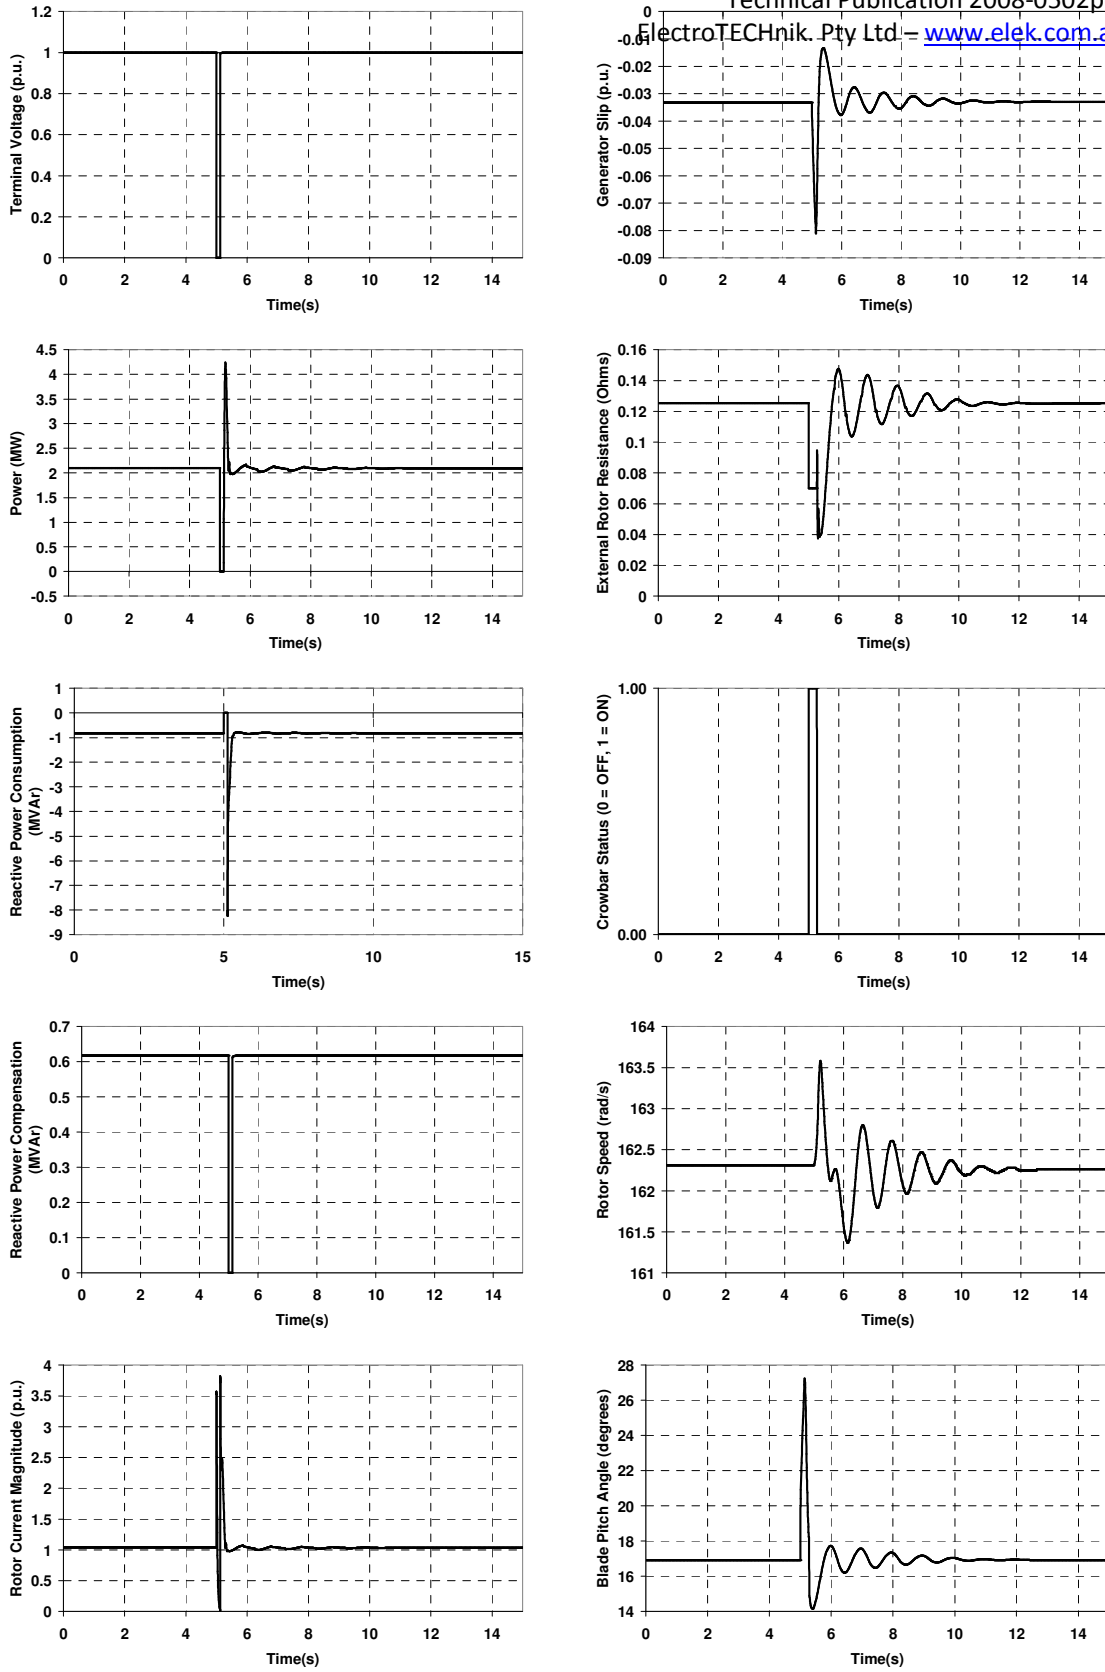 Technical Publication 2008-0502p
ElectroTECHnik. Pty Ltd – www.elek.com.a
1.2
1
0.8
0.6
0.4
0.2
0
Terminal Voltage (p.u.)
0 2 4 6 8 10 12 14
Time(s)
0
-0.01
-0.02
-0.03
-0.04
-0.05
-0.06
-0.07
-0.08
-0.09
Generator Slip (p.u.)
0 2 4 6 8 10 12 14
Time(s)
4.5
4
3.5
3
2.5
2
1.5
1
0.5
0
-0.5
Power (MW)
0 2 4 6 8 10 12 14
Time(s)
0.16
0.14
0.12
0.1
0.08
0.06
0.04
0.02
0
External Rotor Resistance (Ohms)
0 2 4 6 8 10 12 14
Time(s)
1
0
-1
-2
-3
-4
-5
-6
-7
-8
-9
Reactive Power Consumption
(MVAr)
0 5 10 15
Time(s)
1.00
0.00
Crowbar Status (0 = OFF, 1 = ON)
0 2 4 6 8 10 12 14
Time(s)
0.7
0.6
0.5
0.4
0.3
0.2
0.1
0
Reactive Power Compensation
(MVAr)
0 2 4 6 8 10 12 14
Time(s)
164
163.5
163
162.5
162
161.5
161
Rotor Speed (rad/s)
0 2 4 6 8 10 12 14
Time(s)
4
3.5
3
2.5
2
1.5
1
0.5
0
Rotor Current Magnitude (p.u.)
0 2 4 6 8 10 12 14
Time(s)
28
26
24
22
20
18
16
14
Blade Pitch Angle (degrees)
0 2 4 6 8 10 12 14
Time(s)